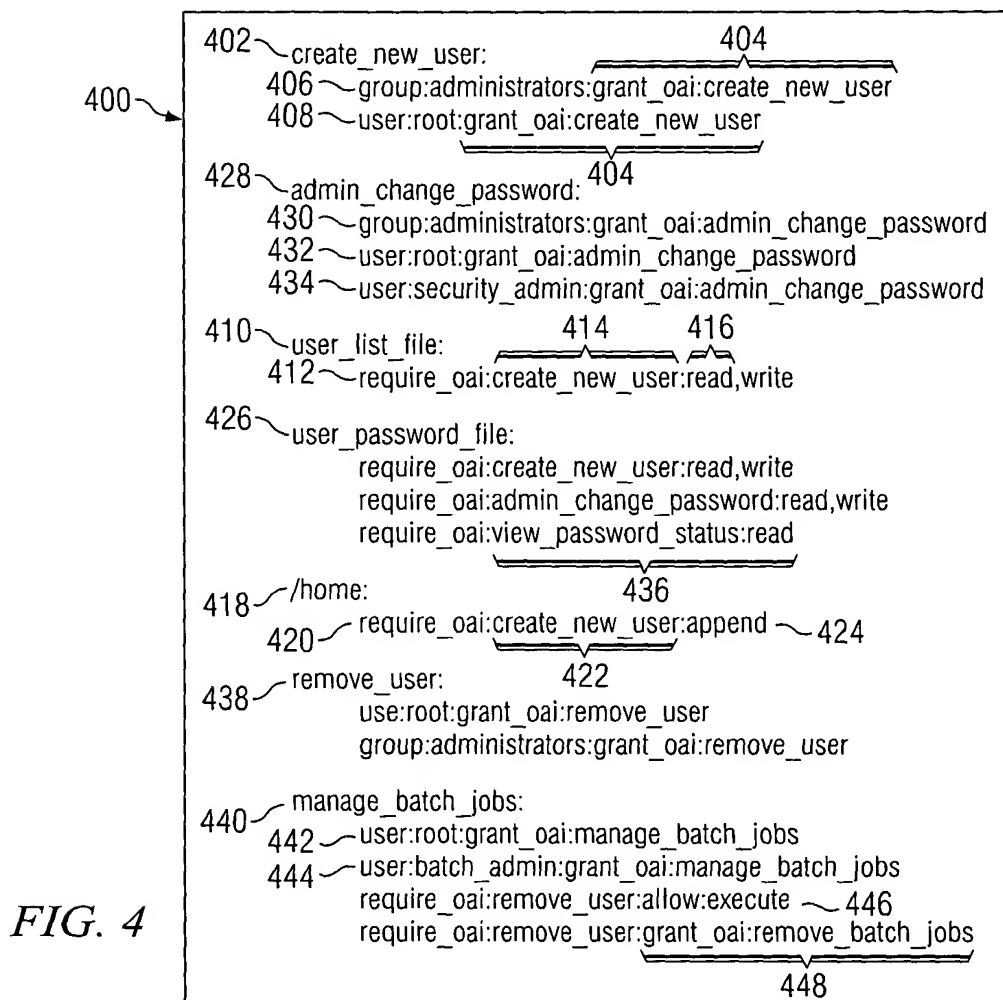 402 create_new_user: 404
406 group:administrators:grant_oai:create_new_user
400
408 user:root:grant_oai:create_new_user
404
428 admin_change_password:
430 group:administrators:grant_oai:admin_change_password
432 user:root:grant_oai:admin_change_password
434 user:security_admin:grant_oai:admin_change_password
414 416
410 user_list_file:
412 require_oai:create_new_user:read,write
426 user_password_file:
require_oai:create_new_user:read,write
require_oai:admin_change_password:read,write
require_oai:view_password_status:read
436
418 /home:
420 require_oai:create_new_user:append 424
422
438 remove_user:
use:root:grant_oai:remove_user
group:administrators:grant_oai:remove_user
440 manage_batch_jobs:
442 user:root:grant_oai:manage_batch_jobs
444 user:batch_admin:grant_oai:manage_batch_jobs
require_oai:remove_user:allow:execute 446
require_oai:remove_user:grant_oai:remove_batch_jobs
448
FIG. 4